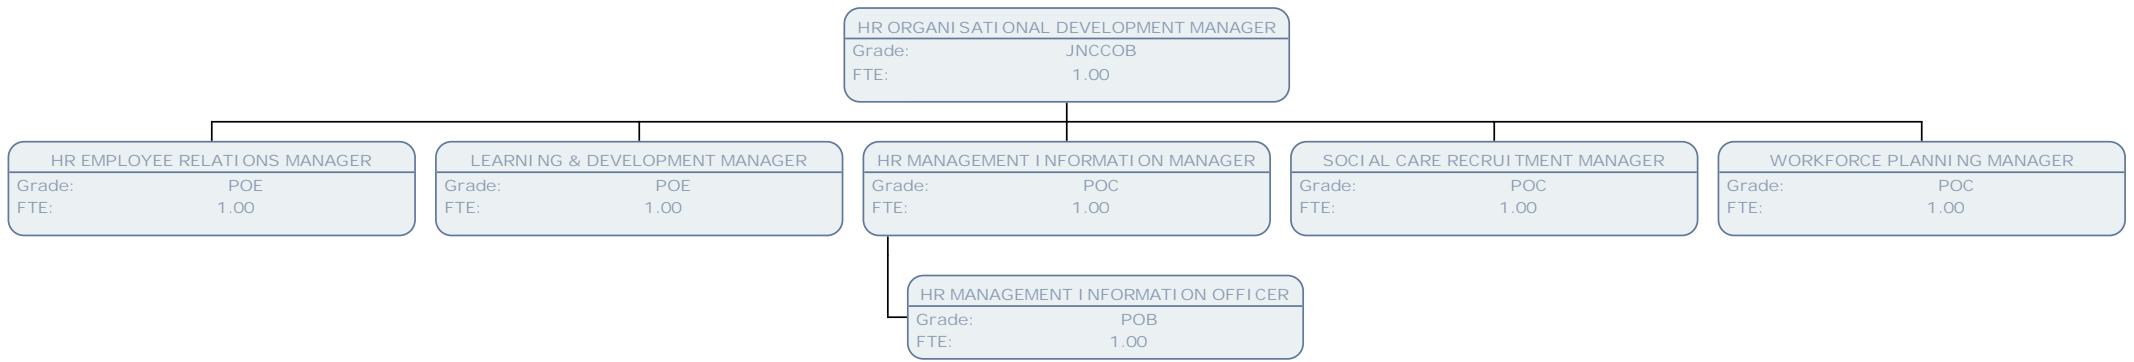 HR ORGANISATIONAL DEVELOPMENT MANAGER
Grade: JNCCOB
FTE: 1.00
HR EMPLOYEE RELATIONS MANAGER
Grade: POE
FTE: 1.00
LEARNING & DEVELOPMENT MANAGER
Grade: POE
FTE: 1.00
HR MANAGEMENT INFORMATION MANAGER
Grade: POC
FTE: 1.00
SOCIAL CARE RECRUITMENT MANAGER
Grade: POC
FTE: 1.00
WORKFORCE PLANNING MANAGER
Grade: POC
FTE: 1.00
HR MANAGEMENT INFORMATION OFFICER
Grade: POB
FTE: 1.00